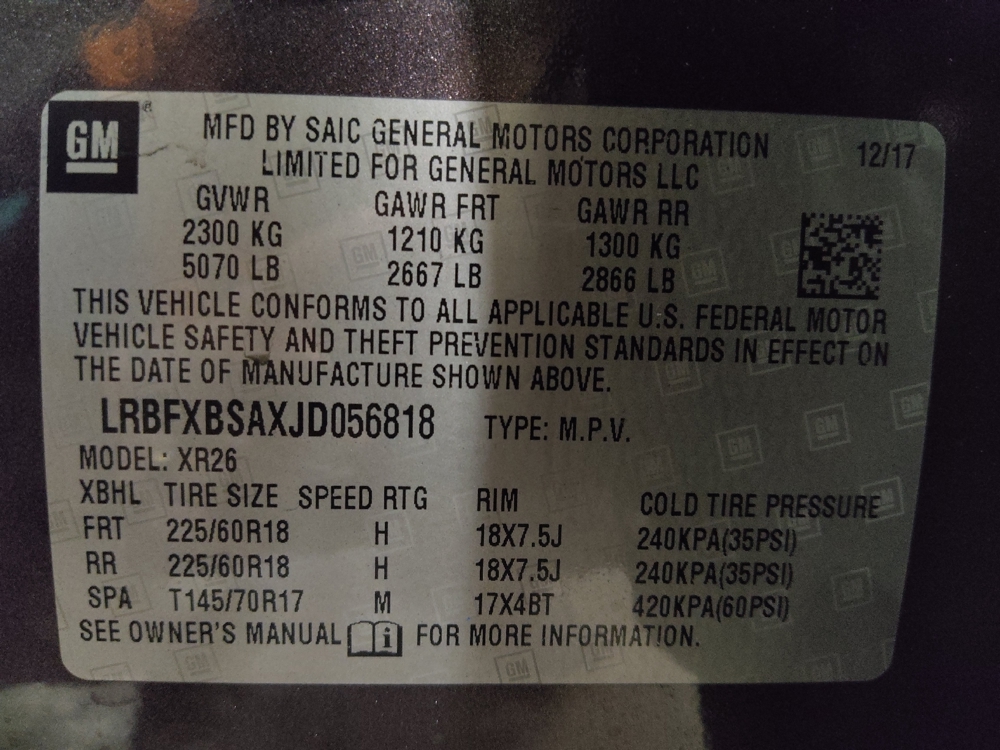 GM ®
MFD BY SAIC GENERAL MOTORS CORPORATION
LIMITED FOR GENERAL MOTORS LLC
12/17
GVWR GAWR FRT GAWR RR
2300 KG 1210 KG 1300 KG
5070 LB 2667 LB 2866 LB
THIS VEHICLE CONFORMS TO ALL APPLICABLE U.S. FEDERAL MOTOR
VEHICLE SAFETY AND THEFT PREVENTION STANDARDS IN EFFECT ON
THE DATE OF MANUFACTURE SHOWN ABOVE.
LRBFXBSAXJD056818 TYPE: M.P.V.
MODEL: XR26
XBHL TIRE SIZE SPEED RTG RIM COLD TIRE PRESSURE
FRT 225/60R18 H 18X7.5J 240KPA(35PSI)
RR 225/60R18 H 18X7.5J 240KPA(35PSI)
SPA T145/70R17 M 17X4BT 420KPA(60PSI)
SEE OWNER'S MANUAL i FOR MORE INFORMATION.